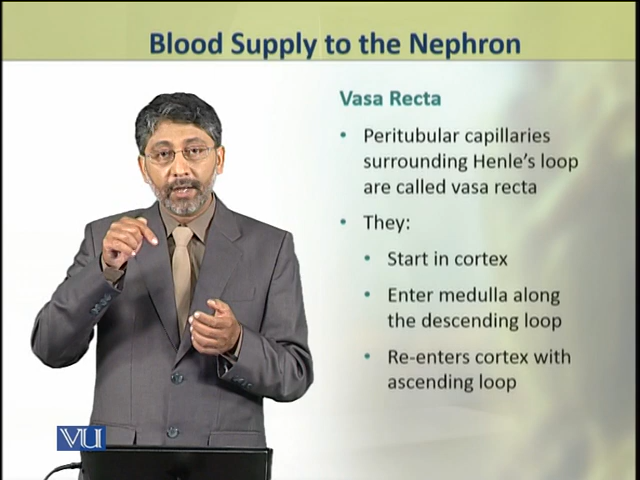 Blood Supply to the Nephron
Vasa Recta
• Peritubular capillaries
surrounding Henle's loop
are called vasa recta
• They:
• Start in cortex
• Enter medulla along
the descending loop
• Re-enters cortex with
ascending loop
VU